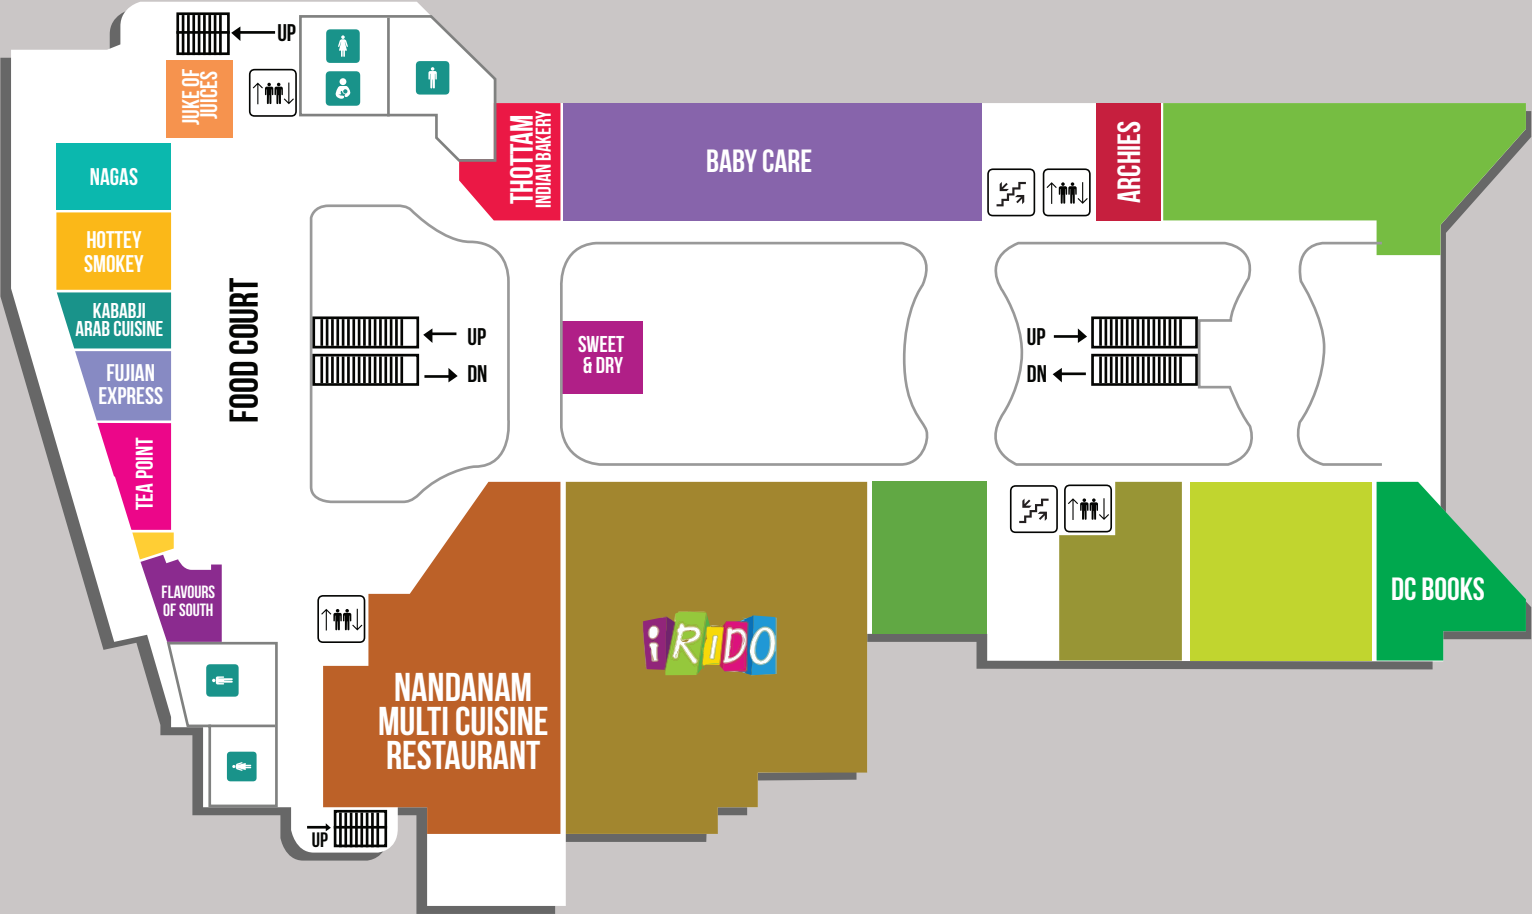 UP
JUKE OF
JUICES
THOTTAM
INDIAN BAKERY
BABY CARE
ARCHIES
NAGAS
HOTTEY
SMOKEY
KABABJI
ARAB CUISINE
FUJIAN
EXPRESS
TEA POINT
FLAVOURS
OF SOUTH
FOOD COURT
UP
DN
SWEET
& DRY
UP
DN
NANDANAM
MULTI CUISINE
RESTAURANT
iRIDO
DC BOOKS
UP